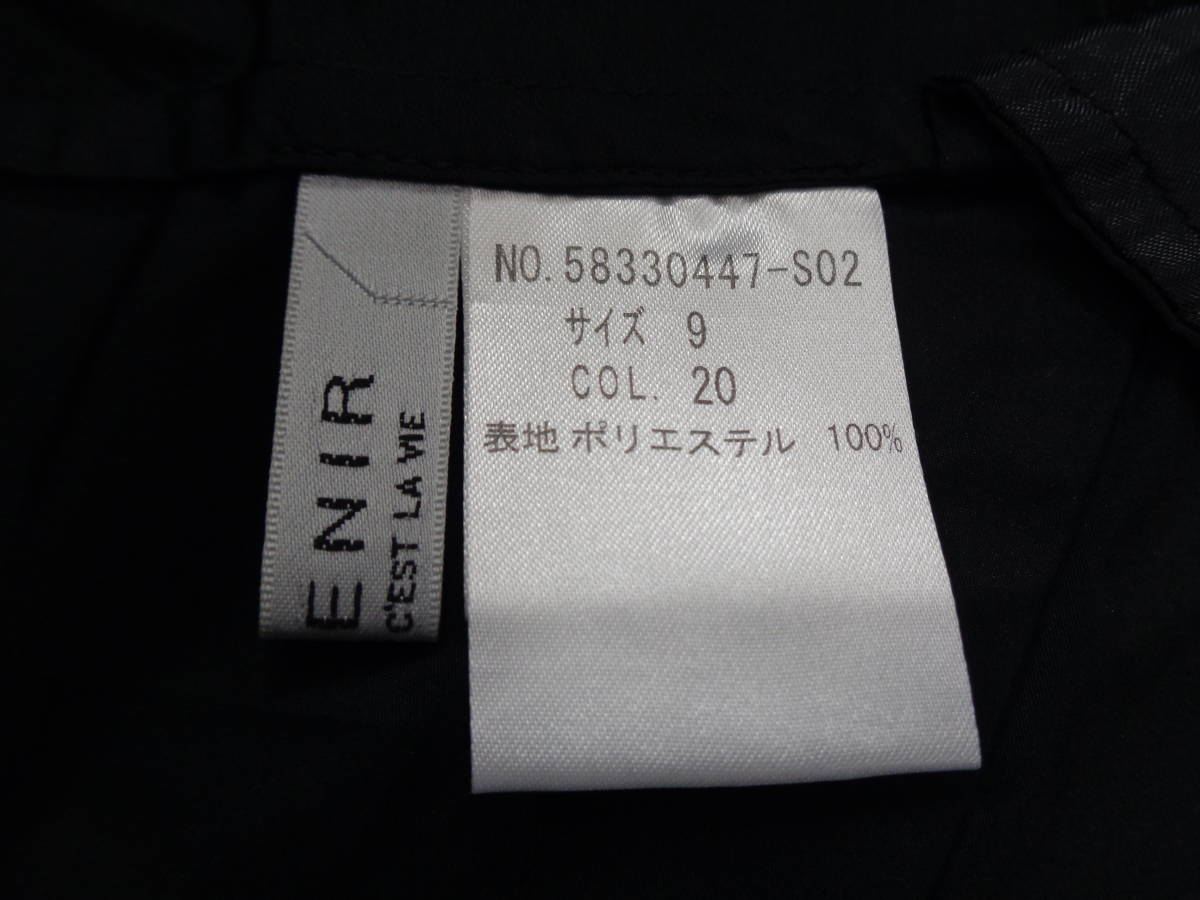 ENIR
C'EST LA VIE
NO. 58330447-S02
サイズ 9
COL. 20
表地 ポリエステル 100%